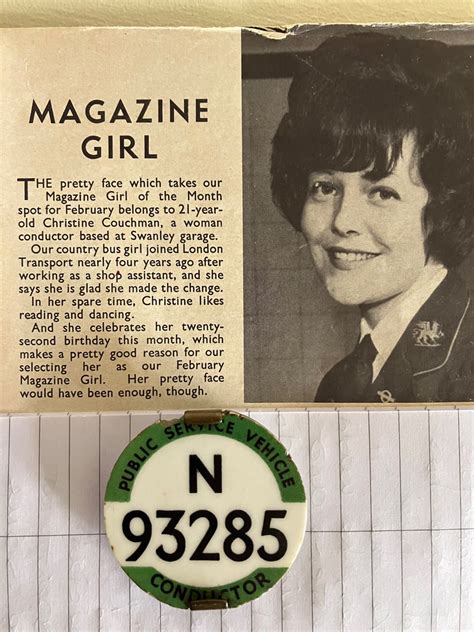 MAGAZINE
GIRL
THE pretty face which takes our
Magazine Girl of the Month
spot for February belongs to 21-year-
old Christine Couchman, a woman
conductor based at Swanley garage.
Our country bus girl joined London
Transport nearly four years ago after
working as a shop assistant, and she
says she is glad she made the change.
In her spare time, Christine likes
reading and dancing.
And she celebrates her twenty-
second birthday this month, which
makes a pretty good reason for our
selecting her as our February
Magazine Girl. Her pretty face
would have been enough, though.
PUBLIC SERVICE VEHICLE
N
93285
CONDUCTOR